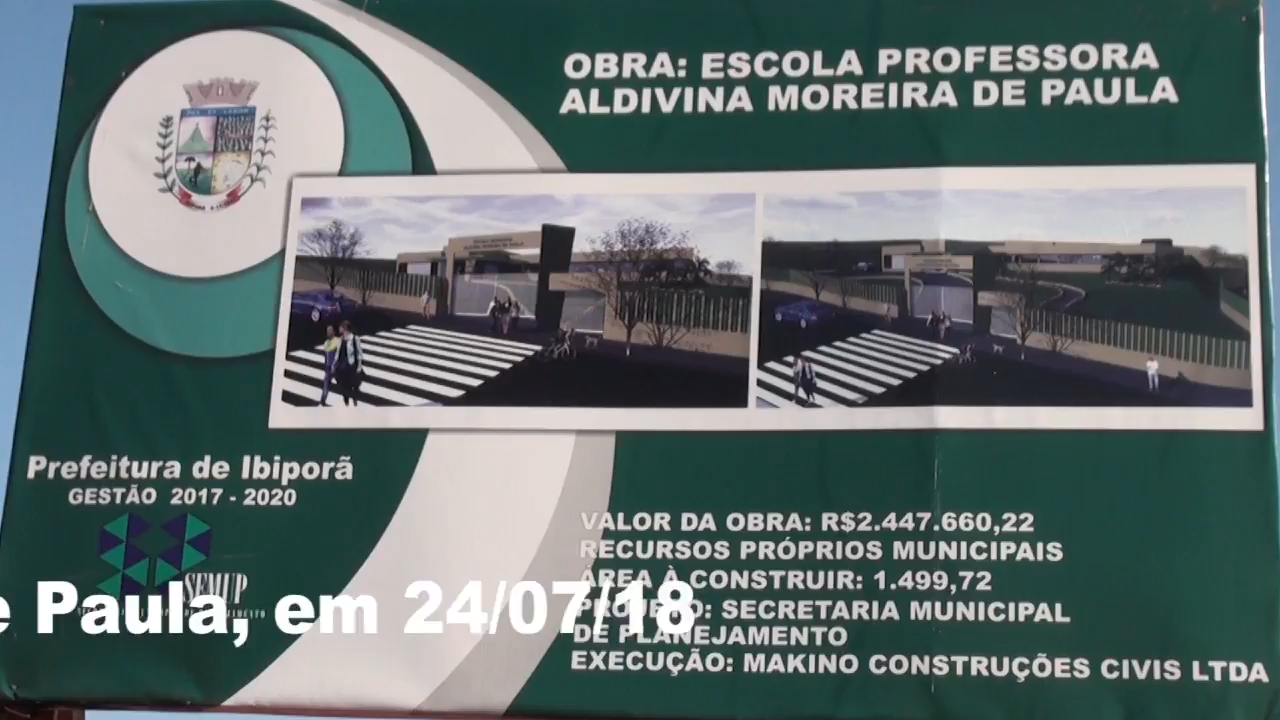 OBRA: ESCOLA PROFESSORA
ALDIVINA MOREIRA DE PAULA
Prefeitura de Ibiporã
GESTÃO 2017 - 2020
SEMUP
VALOR DA OBRA: R$2.447.660,22
RECURSOS PRÓPRIOS MUNICIPAIS
ÁREA À CONSTRUIR: 1.499,72
PROJETO: SECRETARIA MUNICIPAL
DE PLANEJAMENTO
EXECUÇÃO: MAKINO CONSTRUÇÕES CIVIS LTDA
e Paula, em 24/07/18